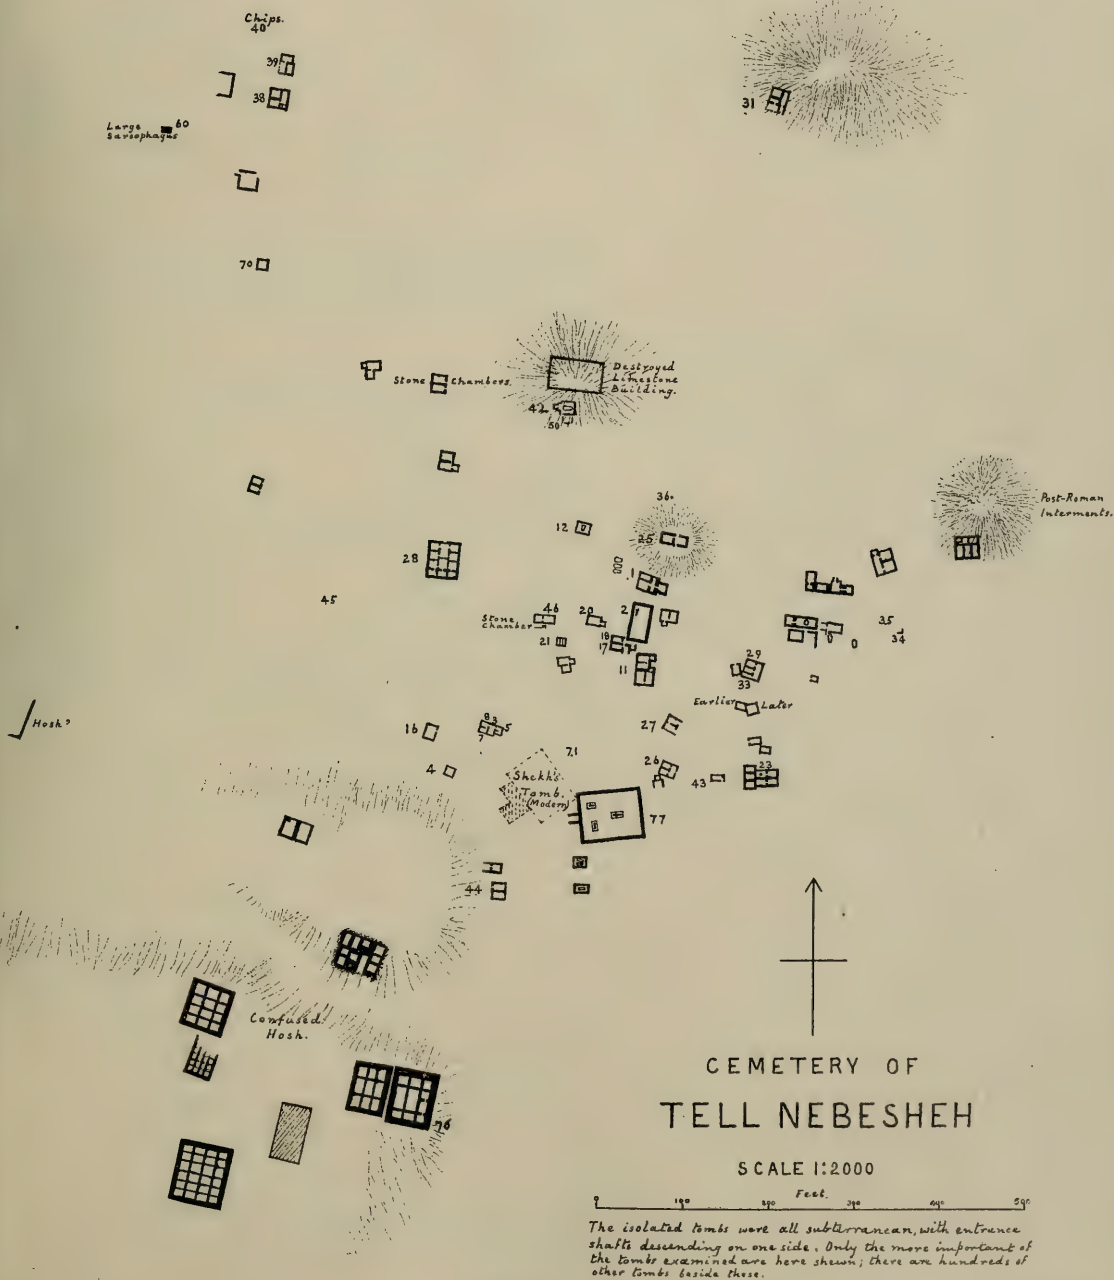 Chips.
40
39
38
Large 60
Sarcophagus
31
70
Stone Chambers.
Destroyed
Limestone
Building.
42
50
36.
Post-Roman
Interments.
12
25
28
1
45
46
20
2
Stone
Chamber
35
34
21
18
17
11
29
33
Earlier Later
Hosh?
16
8 3 5
7
27
71
4
Shekh's
Tomb.
(Modern)
26
43
23
77
44
Confused
Hosh.
76
CEMETERY OF
TELL NEBESHEH
SCALE 1:2000
Feet.
0 100 200 300 400 500
The isolated tombs were all subterranean, with entrance
shafts descending on one side. Only the more important of
the tombs examined are here shewn; there are hundreds of
other tombs beside these.